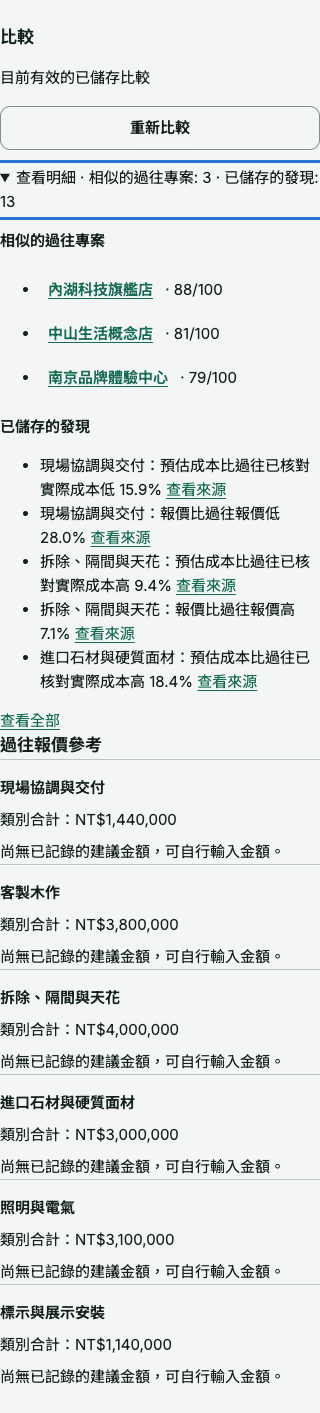 比較
目前有效的已儲存比較
重新比較
▼ 查看明細 · 相似的過往專案: 3 · 已儲存的發現:
13
相似的過往專案
• 內湖科技旗艦店 · 88/100
• 中山生活概念店 · 81/100
• 南京品牌體驗中心 · 79/100
已儲存的發現
• 現場協調與交付：預估成本比過往已核對
實際成本低 15.9% 查看來源
• 現場協調與交付：報價比過往報價低
28.0% 查看來源
• 拆除、隔間與天花：預估成本比過往已核
對實際成本高 9.4% 查看來源
• 拆除、隔間與天花：報價比過往報價高
7.1% 查看來源
• 進口石材與硬質面材：預估成本比過往已
核對實際成本高 18.4% 查看來源
查看全部
過往報價參考
現場協調與交付
類別合計：NT$1,440,000
尚無已記錄的建議金額，可自行輸入金額。
客製木作
類別合計：NT$3,800,000
尚無已記錄的建議金額，可自行輸入金額。
拆除、隔間與天花
類別合計：NT$4,000,000
尚無已記錄的建議金額，可自行輸入金額。
進口石材與硬質面材
類別合計：NT$3,000,000
尚無已記錄的建議金額，可自行輸入金額。
照明與電氣
類別合計：NT$3,100,000
尚無已記錄的建議金額，可自行輸入金額。
標示與展示安裝
類別合計：NT$1,140,000
尚無已記錄的建議金額，可自行輸入金額。